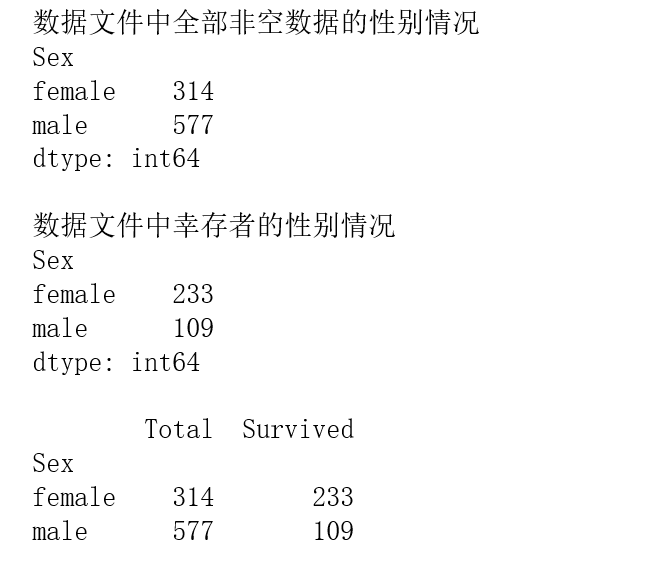 数据文件中全部非空数据的性别情况
Sex
female    314
male      577
dtype: int64
数据文件中幸存者的性别情况
Sex
female    233
male      109
dtype: int64
        Total  Survived
Sex
female    314       233
male      577       109